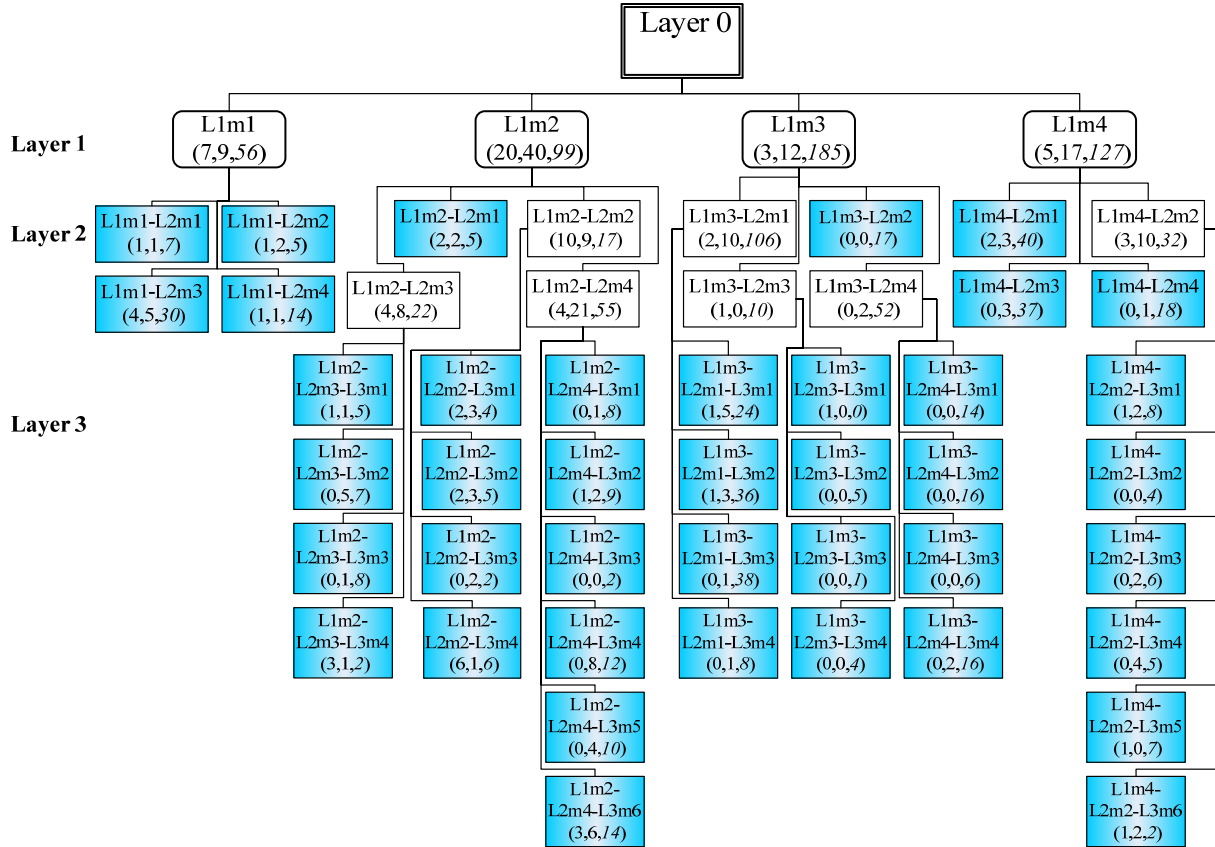 Layer 0
Layer 1
L1m1
(7,9,56)
L1m2
(20,40,99)
L1m3
(3,12,185)
L1m4
(5,17,127)
Layer 2
L1m1-L2m1
(1,1,7)
L1m1-L2m2
(1,2,5)
L1m2-L2m1
(2,2,5)
L1m2-L2m2
(10,9,17)
L1m3-L2m1
(2,10,106)
L1m3-L2m2
(0,0,17)
L1m4-L2m1
(2,3,40)
L1m4-L2m2
(3,10,32)
L1m1-L2m3
(4,5,30)
L1m1-L2m4
(1,1,14)
L1m2-L2m3
(4,8,22)
L1m2-L2m4
(4,21,55)
L1m3-L2m3
(1,0,10)
L1m3-L2m4
(0,2,52)
L1m4-L2m3
(0,3,37)
L1m4-L2m4
(0,1,18)
Layer 3
L1m2-
L2m3-L3m1
(1,1,5)
L1m2-
L2m2-L3m1
(2,3,4)
L1m2-
L2m4-L3m1
(0,1,8)
L1m3-
L2m1-L3m1
(1,5,24)
L1m3-
L2m3-L3m1
(1,0,0)
L1m3-
L2m4-L3m1
(0,0,14)
L1m4-
L2m2-L3m1
(1,2,8)
L1m2-
L2m3-L3m2
(0,5,7)
L1m2-
L2m2-L3m2
(2,3,5)
L1m2-
L2m4-L3m2
(1,2,9)
L1m3-
L2m1-L3m2
(1,3,36)
L1m3-
L2m3-L3m2
(0,0,5)
L1m3-
L2m4-L3m2
(0,0,16)
L1m4-
L2m2-L3m2
(0,0,4)
L1m2-
L2m3-L3m3
(0,1,8)
L1m2-
L2m2-L3m3
(0,2,2)
L1m2-
L2m4-L3m3
(0,0,2)
L1m3-
L2m1-L3m3
(0,1,38)
L1m3-
L2m3-L3m3
(0,0,1)
L1m3-
L2m4-L3m3
(0,0,6)
L1m4-
L2m2-L3m3
(0,2,6)
L1m2-
L2m3-L3m4
(3,1,2)
L1m2-
L2m2-L3m4
(6,1,6)
L1m2-
L2m4-L3m4
(0,8,12)
L1m3-
L2m1-L3m4
(0,1,8)
L1m3-
L2m3-L3m4
(0,0,4)
L1m3-
L2m4-L3m4
(0,2,16)
L1m4-
L2m2-L3m4
(0,4,5)
L1m2-
L2m4-L3m5
(0,4,10)
L1m4-
L2m2-L3m5
(1,0,7)
L1m2-
L2m4-L3m6
(3,6,14)
L1m4-
L2m2-L3m6
(1,2,2)